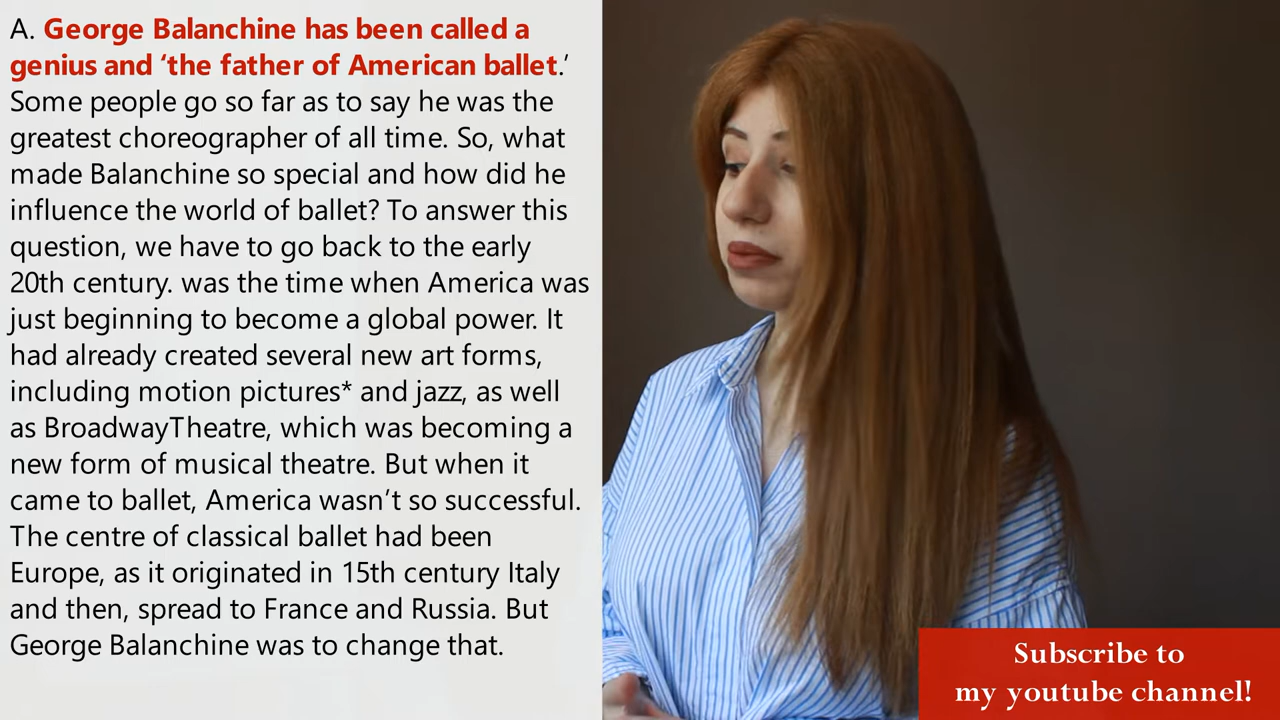 A. George Balanchine has been called a
genius and ‘the father of American ballet.’
Some people go so far as to say he was the
greatest choreographer of all time. So, what
made Balanchine so special and how did he
influence the world of ballet? To answer this
question, we have to go back to the early
20th century. was the time when America was
just beginning to become a global power. It
had already created several new art forms,
including motion pictures* and jazz, as well
as BroadwayTheatre, which was becoming a
new form of musical theatre. But when it
came to ballet, America wasn’t so successful.
The centre of classical ballet had been
Europe, as it originated in 15th century Italy
and then, spread to France and Russia. But
George Balanchine was to change that.
Subscribe to
my youtube channel!